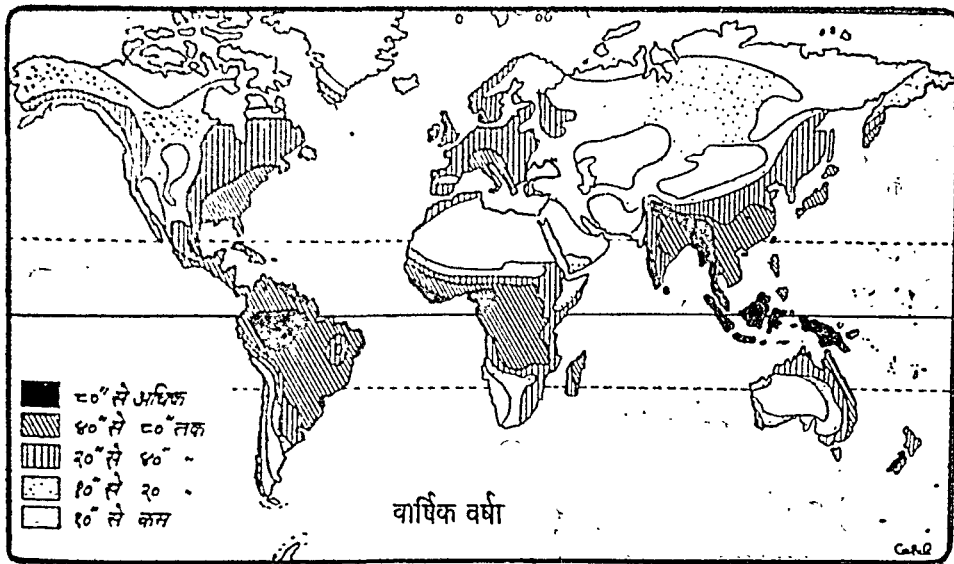 ८०" से अधिक
४०" से ८०" तक
२०" से ४०" "
१०" से २० "
१०" से कम
वार्षिक वर्षा